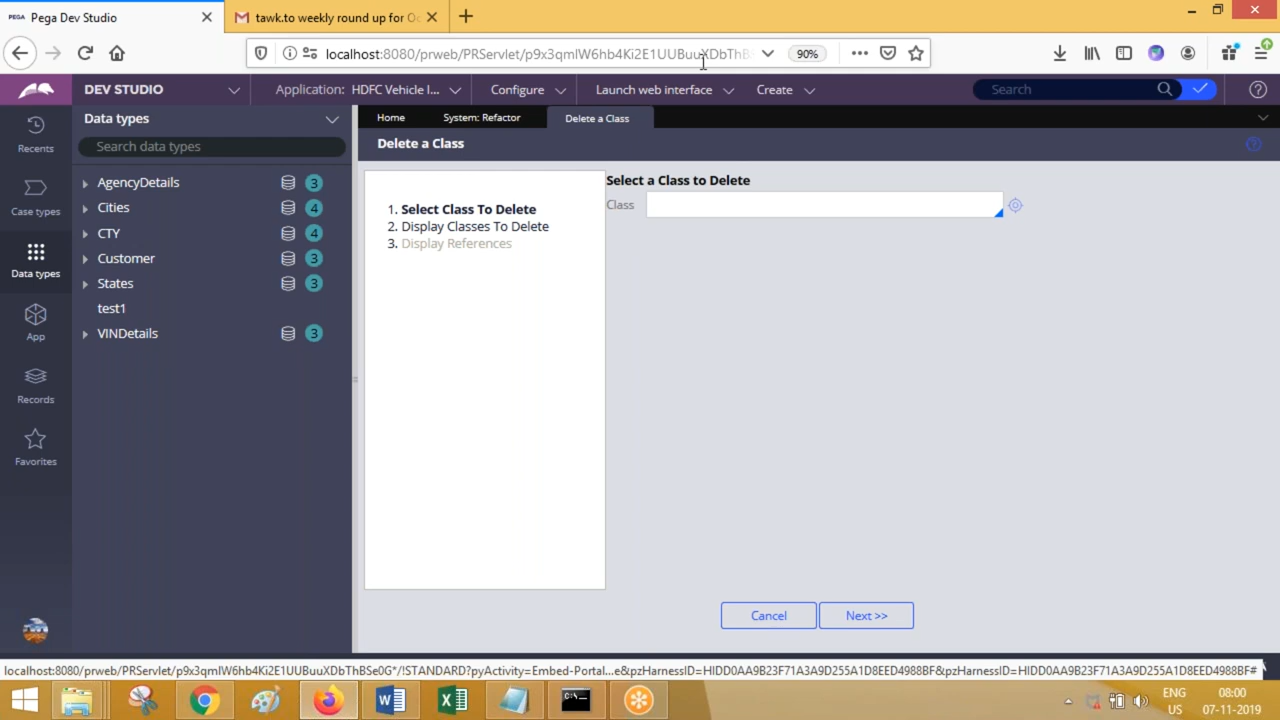 PEGA Pega Dev Studio
tawk.to weekly round up for Oc
localhost:8080/prweb/PRServlet/p9x3qmlW6hb4Ki2E1UUBuuXDbThBS
90%
DEV STUDIO
Application: HDFC Vehicle I...
Configure
Launch web interface
Create
Search
Recents
Case types
Data types
App
Records
Favorites
Data types
Search data types
AgencyDetails 3
Cities 4
CTY 4
Customer 3
States 3
test1
VINDetails 3
Home
System: Refactor
Delete a Class
Delete a Class
1. Select Class To Delete
2. Display Classes To Delete
3. Display References
Select a Class to Delete
Class
Cancel
Next >>
localhost:8080/prweb/PRServlet/p9x3qmlW6hb4Ki2E1UUBuuXDbThBSe0G*/!STANDARD?pyActivity=Embed-Portal...e&pzHarnessID=HIDD0AA9B23F71A3A9D255A1D8EED4988BF&pzHarnessID=HIDD0AA9B23F71A3A9D255A1D8EED4988BF#
ENG
US
08:00
07-11-2019